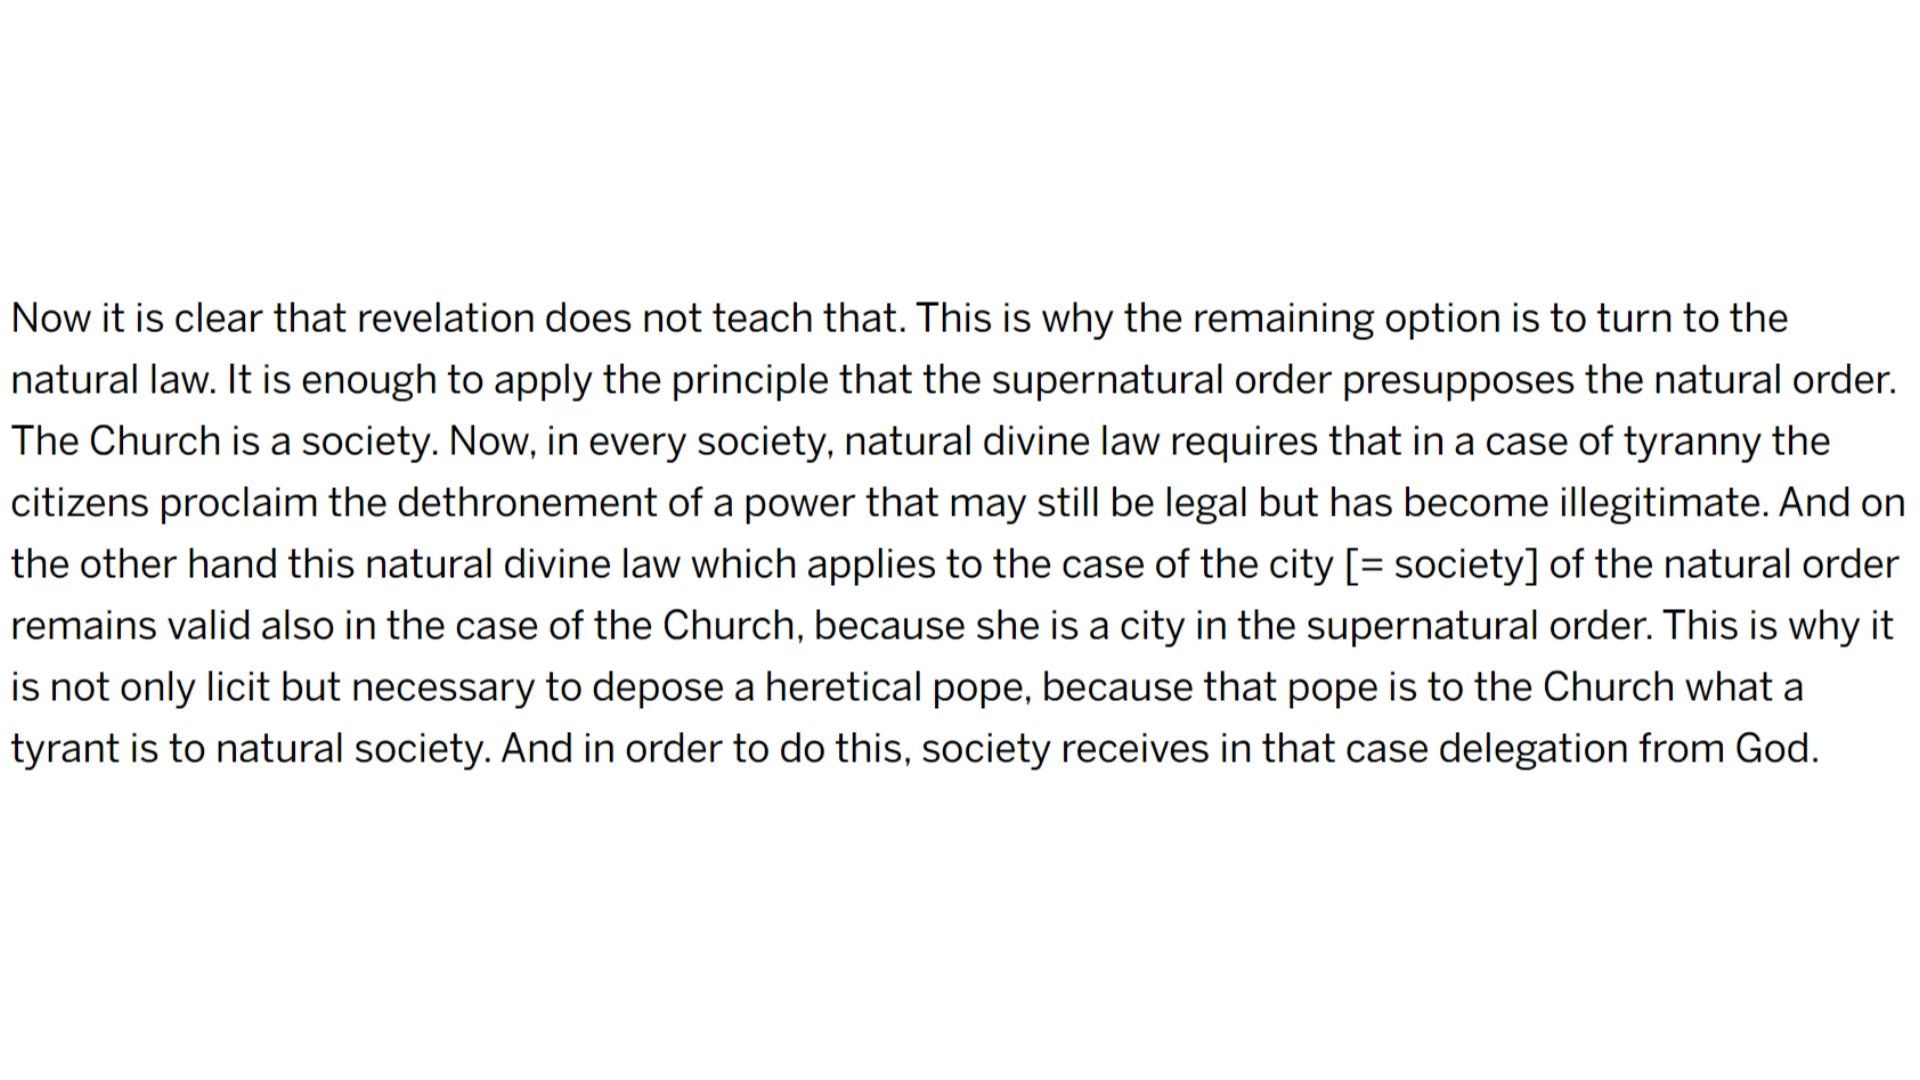 Now it is clear that revelation does not teach that. This is why the remaining option is to turn to the
natural law. It is enough to apply the principle that the supernatural order presupposes the natural order.
The Church is a society. Now, in every society, natural divine law requires that in a case of tyranny the
citizens proclaim the dethronement of a power that may still be legal but has become illegitimate. And on
the other hand this natural divine law which applies to the case of the city [= society] of the natural order
remains valid also in the case of the Church, because she is a city in the supernatural order. This is why it
is not only licit but necessary to depose a heretical pope, because that pope is to the Church what a
tyrant is to natural society. And in order to do this, society receives in that case delegation from God.